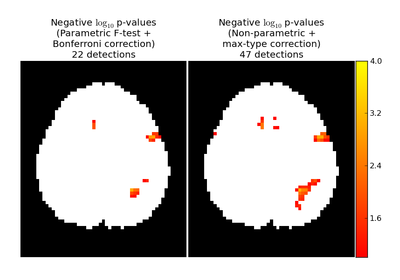 Negative log10 p-values
(Parametric F-test +
Bonferroni correction)
22 detections
Negative log10 p-values
(Non-parametric +
max-type correction)
47 detections
4.0
3.2
2.4
1.6